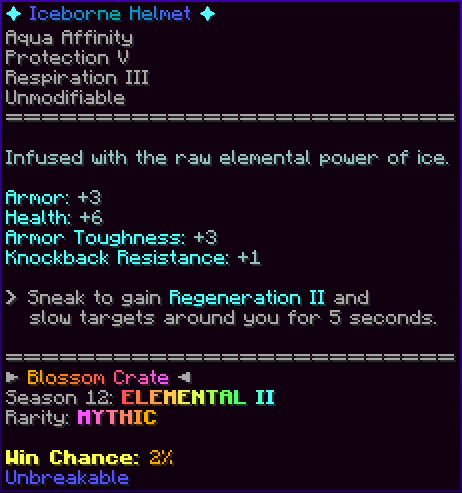 ✦ Iceborne Helmet ✦
Aqua Affinity
Protection V
Respiration III
Unmodifiable
==================================
Infused with the raw elemental power of ice.
Armor: +3
Health: +6
Armor Toughness: +3
Knockback Resistance: +1
> Sneak to gain Regeneration II and
slow targets around you for 5 seconds.
==================================
► Blossom Crate ◄
Season 12: ELEMENTAL II
Rarity: MYTHIC
Win Chance: 2%
Unbreakable